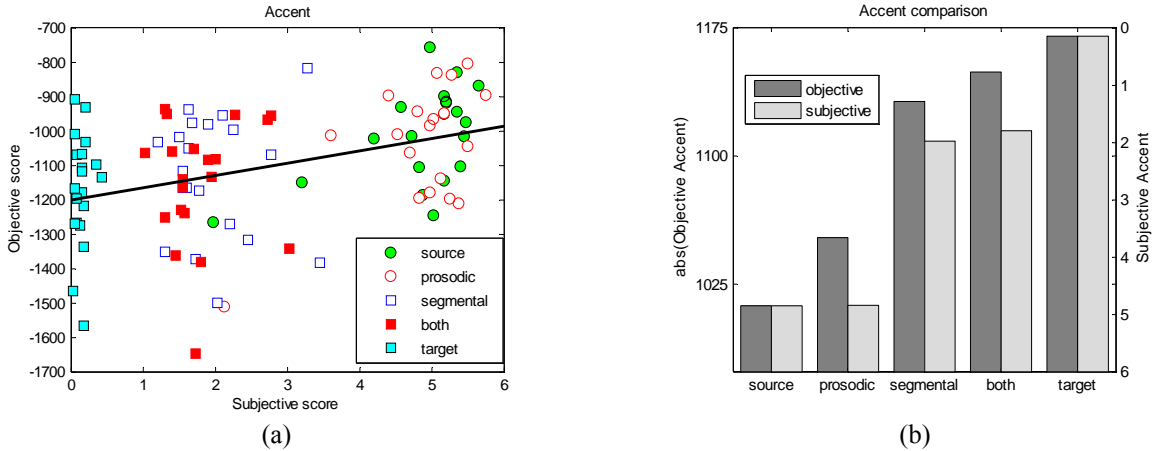 Accent
-700
-800
-900
-1000
-1100
-1200
-1300
-1400
-1500
-1600
-1700
Objective score
0 1 2 3 4 5 6
Subjective score
source
prosodic
segmental
both
target
(a)
Accent comparison
1175
1100
1025
abs(Objective Accent)
objective
subjective
0
1
2
3
4
5
6
Subjective Accent
source prosodic segmental both target
(b)